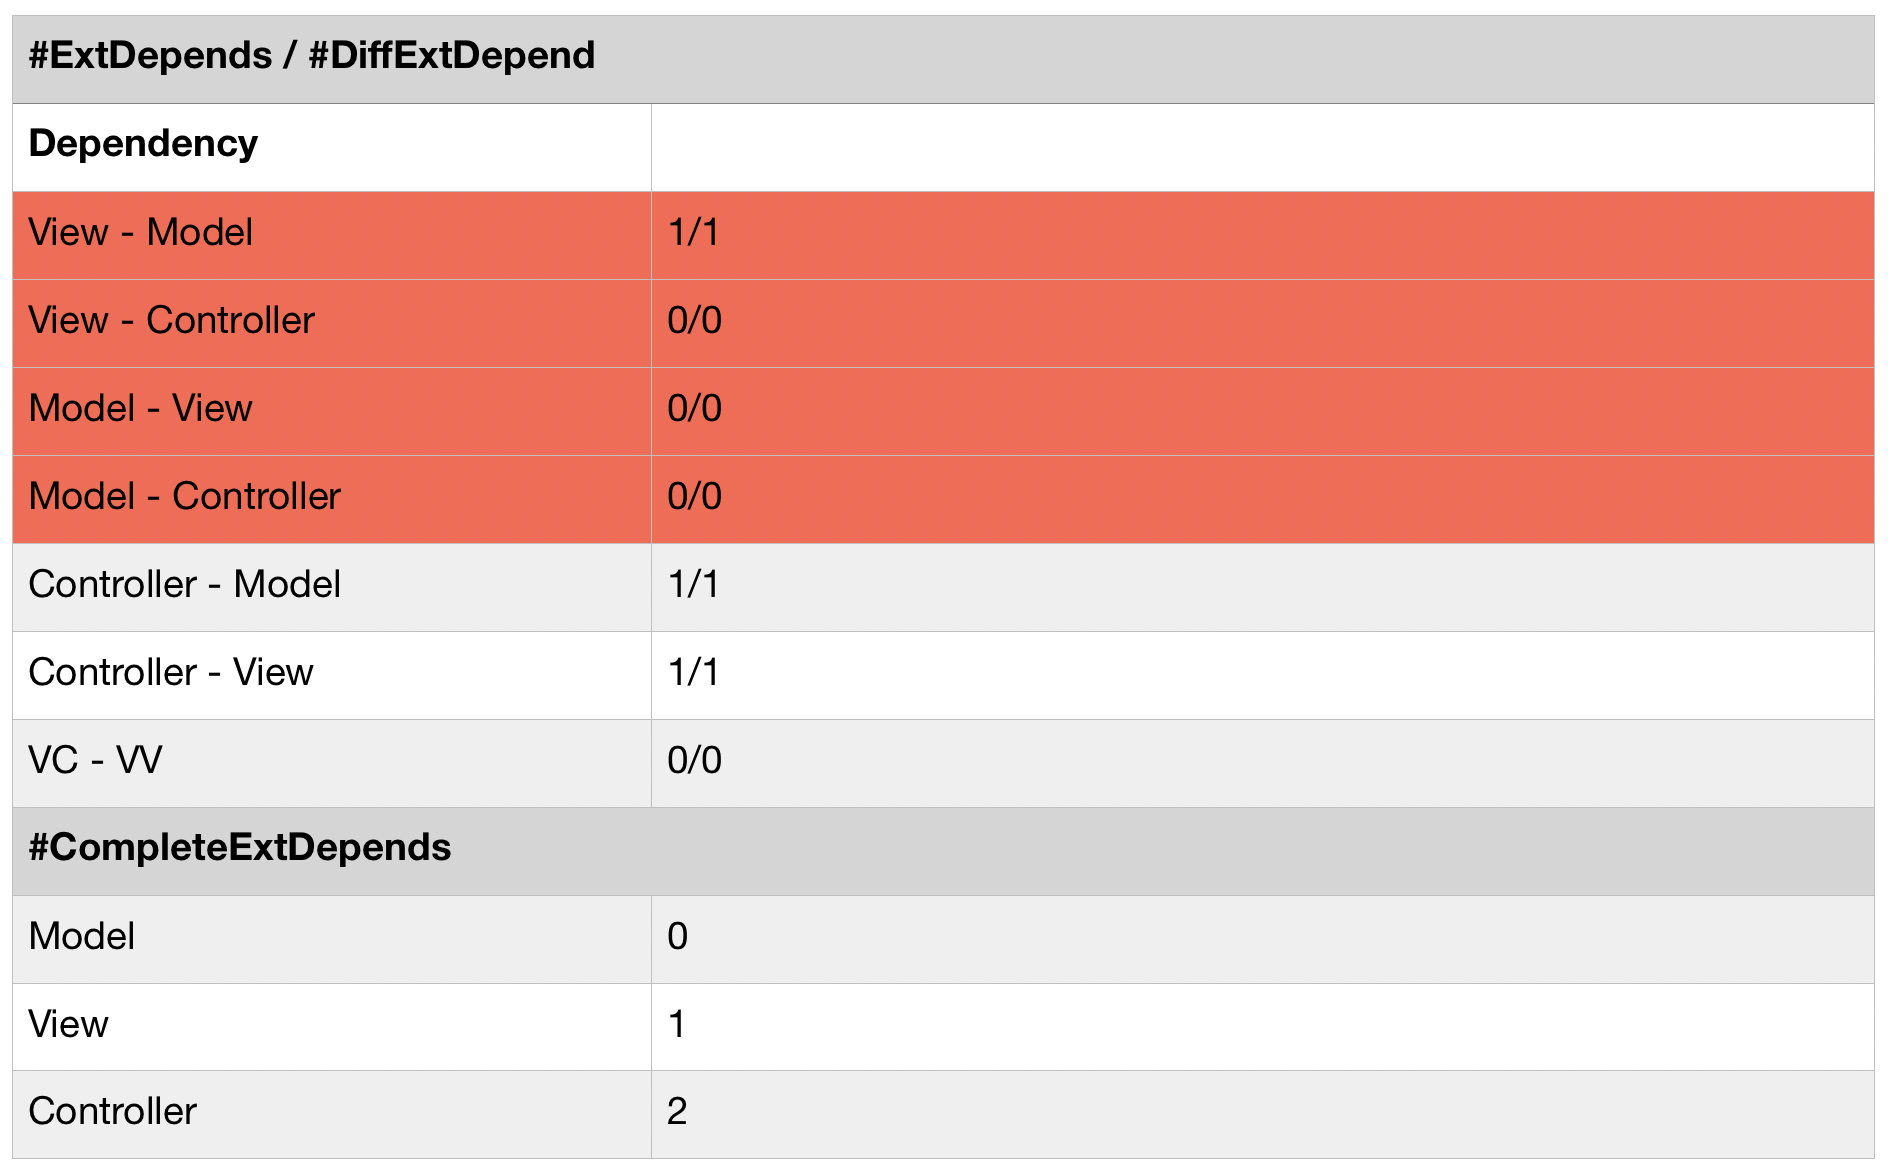 #ExtDepends / #DiffExtDepend
Dependency
View - Model 1/1
View - Controller 0/0
Model - View 0/0
Model - Controller 0/0
Controller - Model 1/1
Controller - View 1/1
VC - VV 0/0
#CompleteExtDepends
Model 0
View 1
Controller 2